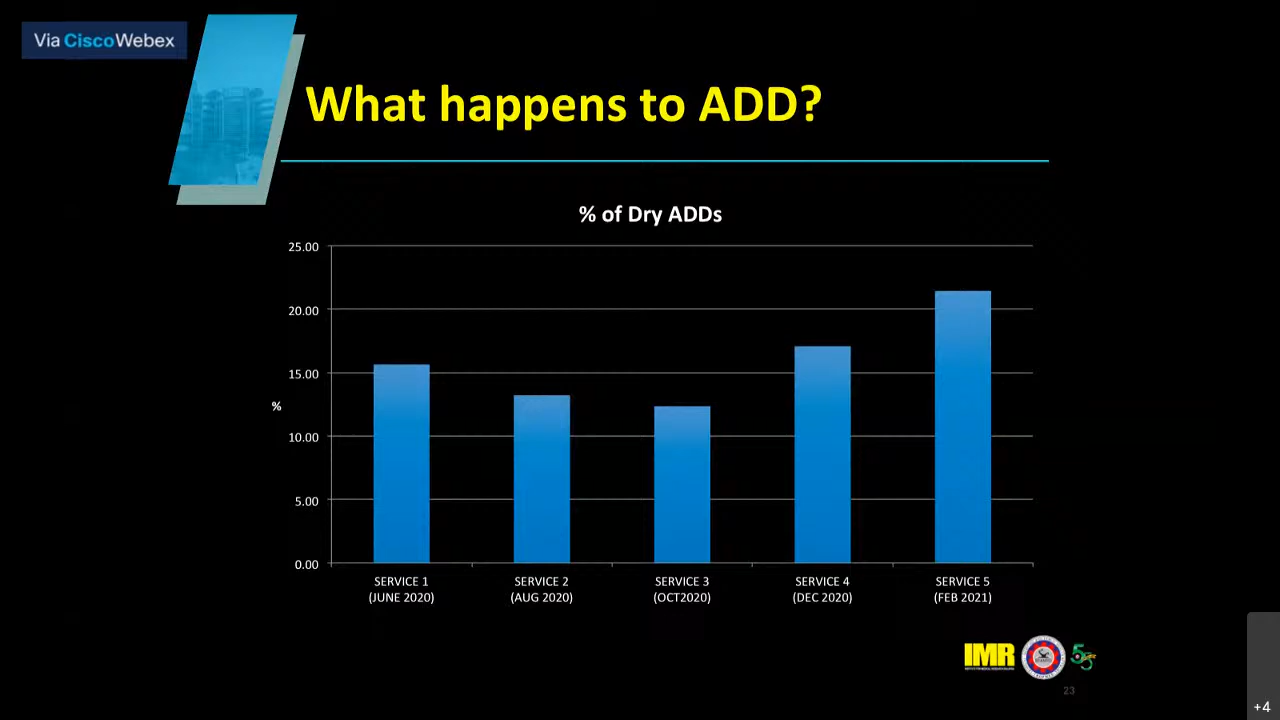 Via CiscoWebex
What happens to ADD?
% of Dry ADDs
25.00
20.00
15.00
%
10.00
5.00
0.00
SERVICE 1
(JUNE 2020)
SERVICE 2
(AUG 2020)
SERVICE 3
(OCT2020)
SERVICE 4
(DEC 2020)
SERVICE 5
(FEB 2021)
IMR
55
23
+4